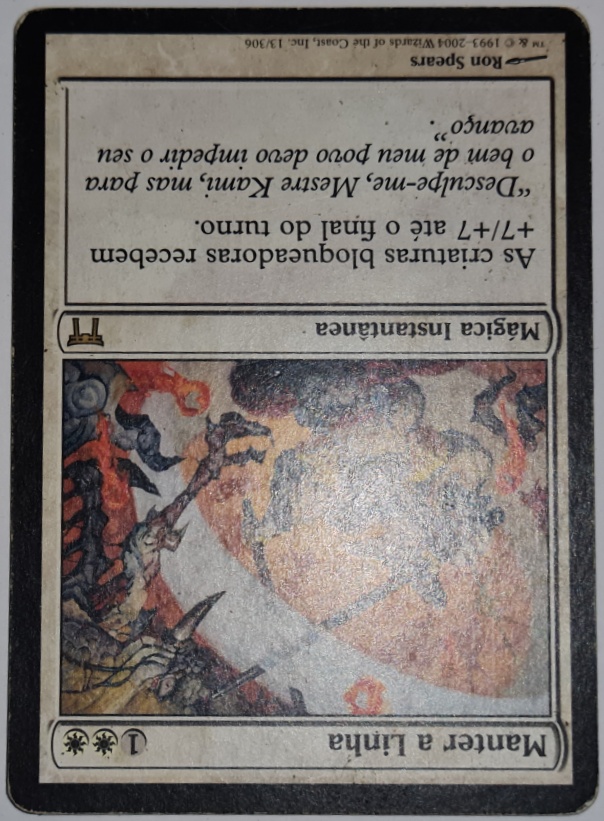 Manter a Linha 1
Mágica Instantânea
As criaturas bloqueadoras recebem
+7/+7 até o final do turno.
“Desculpe-me, Mestre Kami, mas para
o bem de meu povo devo impedir o seu
avanço”.
Ron Spears
™ & © 1993–2004 Wizards of the Coast, Inc. 13/306